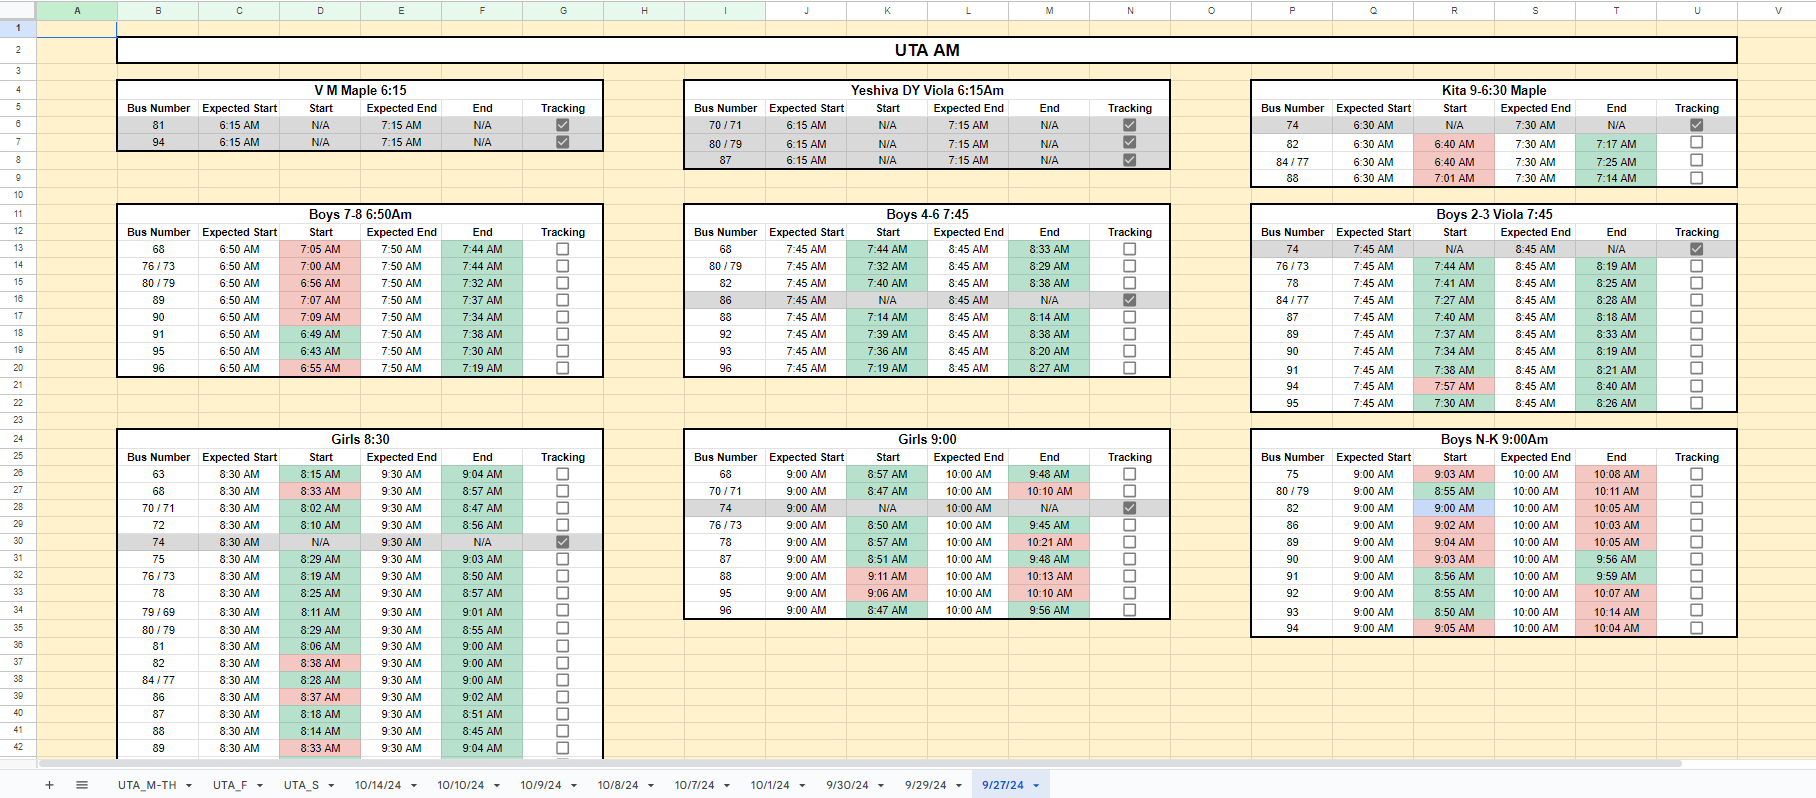 A B C D E F G H I J K L M N O P Q R S T U V
1
2 UTA AM
3
4 V M Maple 6:15 Yeshiva DY Viola 6:15Am Kita 9-6:30 Maple
5 Bus Number Expected Start Start Expected End End Tracking Bus Number Expected Start Start Expected End End Tracking Bus Number Expected Start Start Expected End End Tracking
6 81 6:15 AM N/A 7:15 AM N/A 70 / 71 6:15 AM N/A 7:15 AM N/A 74 6:30 AM N/A 7:30 AM N/A
7 94 6:15 AM N/A 7:15 AM N/A 80 / 79 6:15 AM N/A 7:15 AM N/A 82 6:30 AM 6:40 AM 7:30 AM 7:17 AM
8 87 6:15 AM N/A 7:15 AM N/A 84 / 77 6:30 AM 6:40 AM 7:30 AM 7:25 AM
9 88 6:30 AM 7:01 AM 7:30 AM 7:14 AM
10
11 Boys 7-8 6:50Am Boys 4-6 7:45 Boys 2-3 Viola 7:45
12 Bus Number Expected Start Start Expected End End Tracking Bus Number Expected Start Start Expected End End Tracking Bus Number Expected Start Start Expected End End Tracking
13 68 6:50 AM 7:05 AM 7:50 AM 7:44 AM 68 7:45 AM 7:44 AM 8:45 AM 8:33 AM 74 7:45 AM N/A 8:45 AM N/A
14 76 / 73 6:50 AM 7:00 AM 7:50 AM 7:44 AM 80 / 79 7:45 AM 7:32 AM 8:45 AM 8:29 AM 76 / 73 7:45 AM 7:44 AM 8:45 AM 8:19 AM
15 80 / 79 6:50 AM 6:56 AM 7:50 AM 7:32 AM 82 7:45 AM 7:40 AM 8:45 AM 8:38 AM 78 7:45 AM 7:41 AM 8:45 AM 8:25 AM
16 89 6:50 AM 7:07 AM 7:50 AM 7:37 AM 86 7:45 AM N/A 8:45 AM N/A 84 / 77 7:45 AM 7:27 AM 8:45 AM 8:28 AM
17 90 6:50 AM 7:09 AM 7:50 AM 7:34 AM 88 7:45 AM 7:14 AM 8:45 AM 8:14 AM 87 7:45 AM 7:40 AM 8:45 AM 8:18 AM
18 91 6:50 AM 6:49 AM 7:50 AM 7:38 AM 92 7:45 AM 7:39 AM 8:45 AM 8:38 AM 89 7:45 AM 7:37 AM 8:45 AM 8:33 AM
19 95 6:50 AM 6:43 AM 7:50 AM 7:30 AM 93 7:45 AM 7:36 AM 8:45 AM 8:20 AM 90 7:45 AM 7:34 AM 8:45 AM 8:19 AM
20 96 6:50 AM 6:55 AM 7:50 AM 7:19 AM 96 7:45 AM 7:19 AM 8:45 AM 8:27 AM 91 7:45 AM 7:38 AM 8:45 AM 8:21 AM
21 94 7:45 AM 7:57 AM 8:45 AM 8:40 AM
22 95 7:45 AM 7:30 AM 8:45 AM 8:26 AM
23
24 Girls 8:30 Girls 9:00 Boys N-K 9:00Am
25 Bus Number Expected Start Start Expected End End Tracking Bus Number Expected Start Start Expected End End Tracking Bus Number Expected Start Start Expected End End Tracking
26 63 8:30 AM 8:15 AM 9:30 AM 9:04 AM 68 9:00 AM 8:57 AM 10:00 AM 9:48 AM 75 9:00 AM 9:03 AM 10:00 AM 10:08 AM
27 68 8:30 AM 8:33 AM 9:30 AM 8:57 AM 70 / 71 9:00 AM 8:47 AM 10:00 AM 10:10 AM 80 / 79 9:00 AM 8:55 AM 10:00 AM 10:11 AM
28 70 / 71 8:30 AM 8:02 AM 9:30 AM 8:47 AM 74 9:00 AM N/A 10:00 AM N/A 82 9:00 AM 9:00 AM 10:00 AM 10:05 AM
29 72 8:30 AM 8:10 AM 9:30 AM 8:56 AM 76 / 73 9:00 AM 8:50 AM 10:00 AM 9:45 AM 86 9:00 AM 9:02 AM 10:00 AM 10:03 AM
30 74 8:30 AM N/A 9:30 AM N/A 78 9:00 AM 8:57 AM 10:00 AM 10:21 AM 89 9:00 AM 9:04 AM 10:00 AM 10:05 AM
31 75 8:30 AM 8:29 AM 9:30 AM 9:03 AM 87 9:00 AM 8:51 AM 10:00 AM 9:48 AM 90 9:00 AM 9:03 AM 10:00 AM 9:56 AM
32 76 / 73 8:30 AM 8:19 AM 9:30 AM 8:50 AM 88 9:00 AM 9:11 AM 10:00 AM 10:13 AM 91 9:00 AM 8:56 AM 10:00 AM 9:59 AM
33 78 8:30 AM 8:25 AM 9:30 AM 8:57 AM 95 9:00 AM 9:06 AM 10:00 AM 10:10 AM 92 9:00 AM 8:55 AM 10:00 AM 10:07 AM
34 79 / 69 8:30 AM 8:11 AM 9:30 AM 9:01 AM 96 9:00 AM 8:47 AM 10:00 AM 9:56 AM 93 9:00 AM 8:50 AM 10:00 AM 10:14 AM
35 80 / 79 8:30 AM 8:29 AM 9:30 AM 8:55 AM 94 9:00 AM 9:05 AM 10:00 AM 10:04 AM
36 81 8:30 AM 8:06 AM 9:30 AM 9:00 AM
37 82 8:30 AM 8:38 AM 9:30 AM 9:00 AM
38 84 / 77 8:30 AM 8:28 AM 9:30 AM 9:00 AM
39 86 8:30 AM 8:37 AM 9:30 AM 9:02 AM
40 87 8:30 AM 8:18 AM 9:30 AM 8:51 AM
41 88 8:30 AM 8:14 AM 9:30 AM 8:45 AM
42 89 8:30 AM 8:33 AM 9:30 AM 9:04 AM
UTA_M-TH UTA_F UTA_S 10/14/24 10/10/24 10/9/24 10/8/24 10/7/24 10/1/24 9/30/24 9/29/24 9/27/24